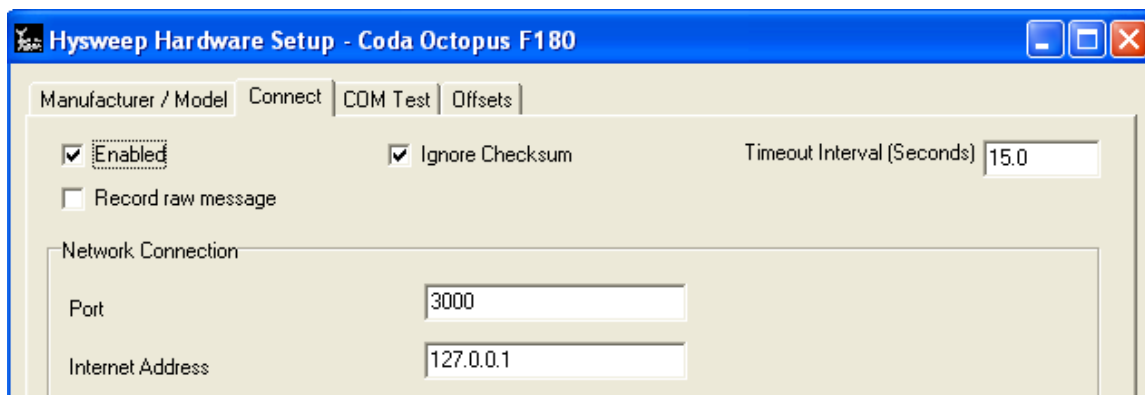 Hysweep Hardware Setup - Coda Octopus F180
Manufacturer / Model Connect COM Test Offsets
Enabled Ignore Checksum Timeout Interval (Seconds) 15.0
Record raw message
Network Connection
Port 3000
Internet Address 127.0.0.1